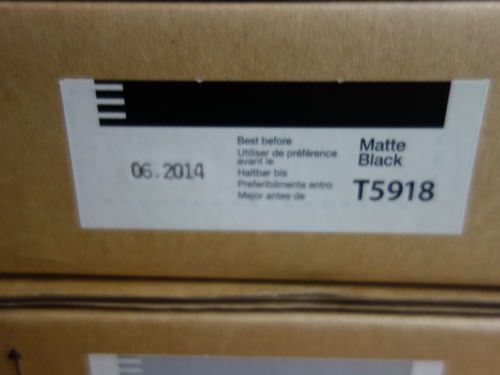 06.2014
Best before
Utiliser de préférence
avant le
Haltbar bis
Preferibilmente entro
Mejor antes de
Matte
Black
T5918